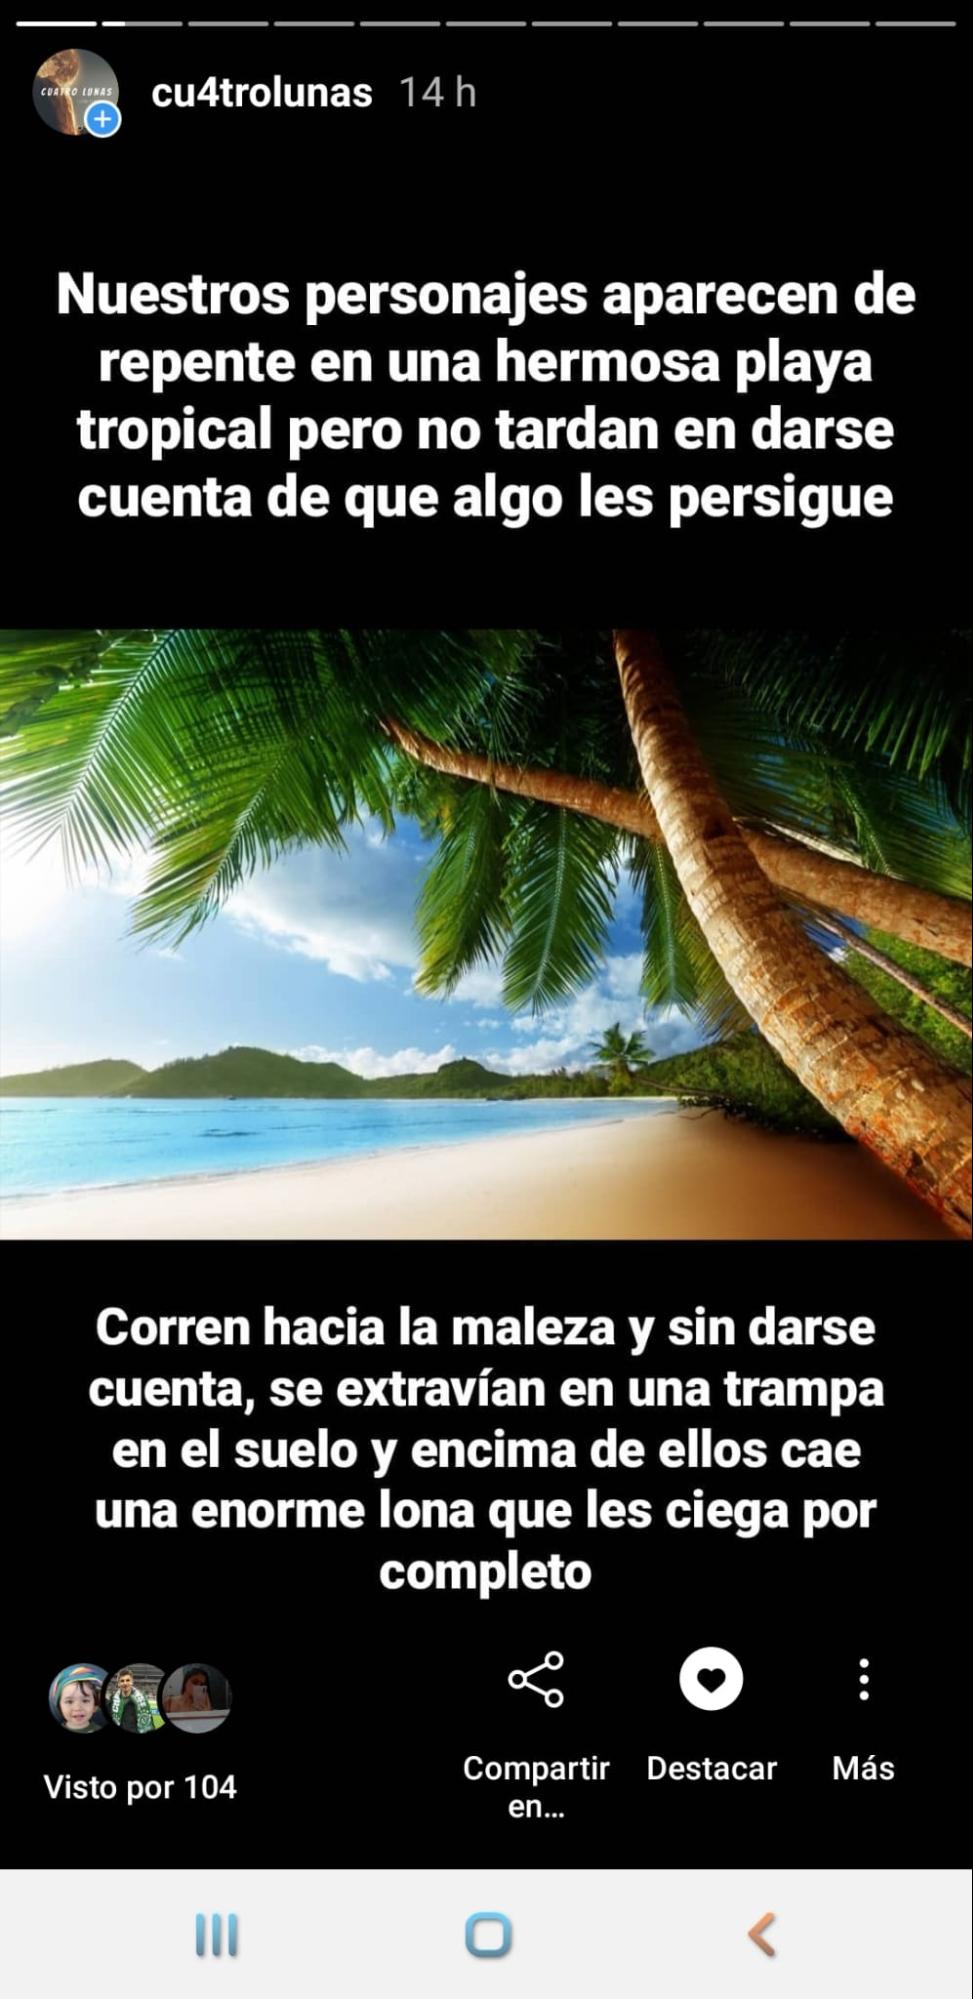 CUATRO LUNAS
cu4trolunas 14 h
Nuestros personajes aparecen de
repente en una hermosa playa
tropical pero no tardan en darse
cuenta de que algo les persigue
Corren hacia la maleza y sin darse
cuenta, se extravían en una trampa
en el suelo y encima de ellos cae
una enorme lona que les ciega por
completo
Visto por 104
Compartir
en...
Destacar
Más